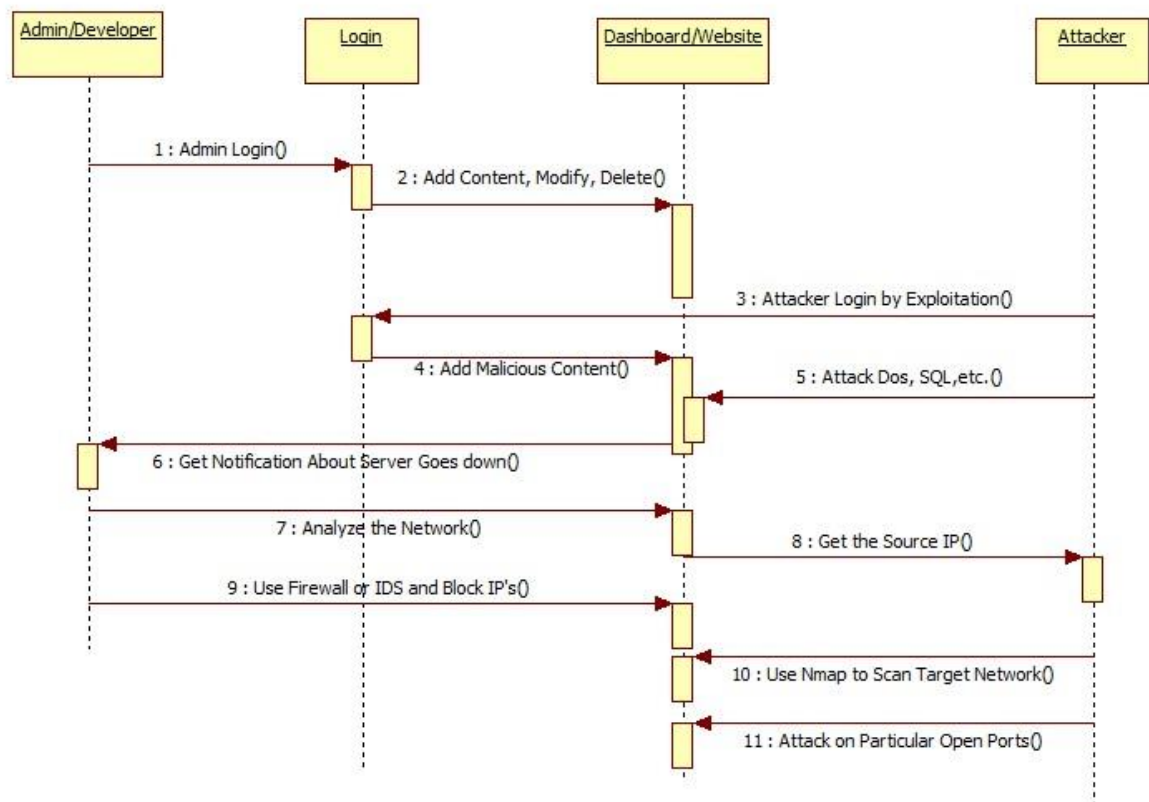 Admin/Developer
Login
Dashboard/Website
Attacker
1 : Admin Login()
2 : Add Content, Modify, Delete()
3 : Attacker Login by Exploitation()
4 : Add Malicious Content()
5 : Attack Dos, SQL,etc.()
6 : Get Notification About Server Goes down()
7 : Analyze the Network()
8 : Get the Source IP()
9 : Use Firewall or IDS and Block IP's()
10 : Use Nmap to Scan Target Network()
11 : Attack on Particular Open Ports()